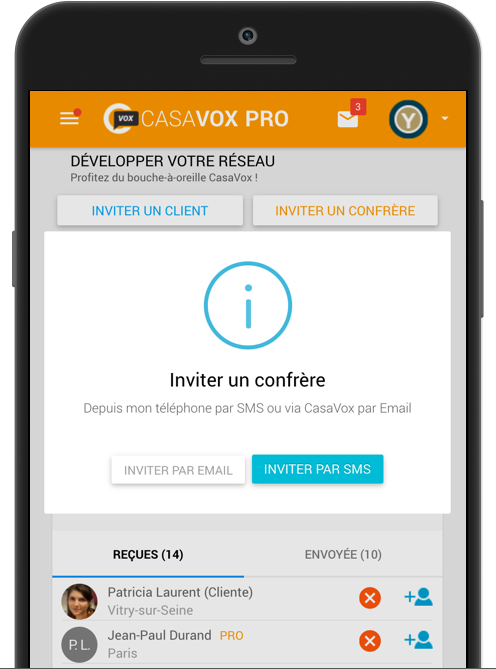 VOX
CASAVOX PRO
3
Y
DÉVELOPPER VOTRE RÉSEAU
Profitez du bouche-à-oreille CasaVox !
INVITER UN CLIENT
INVITER UN CONFRÈRE
i
Inviter un confrère
Depuis mon téléphone par SMS ou via CasaVox par Email
INVITER PAR EMAIL
INVITER PAR SMS
REÇUES (14)
ENVOYÉE (10)
Patricia Laurent (Cliente)
Vitry-sur-Seine
P. L.
Jean-Paul Durand PRO
Paris